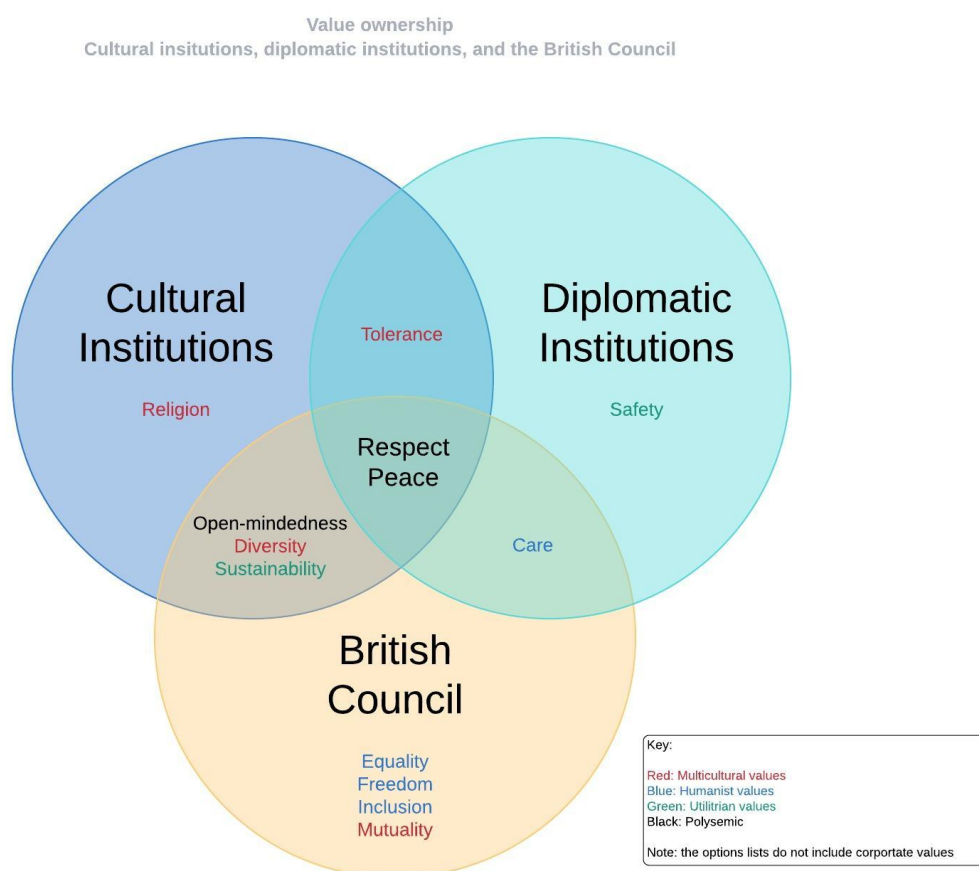 Value ownership
Cultural insitutions, diplomatic institutions, and the British Council
Cultural
Institutions
Religion
Diplomatic
Institutions
Safety
Tolerance
Respect
Peace
Open-mindedness
Diversity
Sustainability
Care
British
Council
Equality
Freedom
Inclusion
Mutuality
Key:
Red: Multicultural values
Blue: Humanist values
Green: Utilitrian values
Black: Polysemic
Note: the options lists do not include corportate values